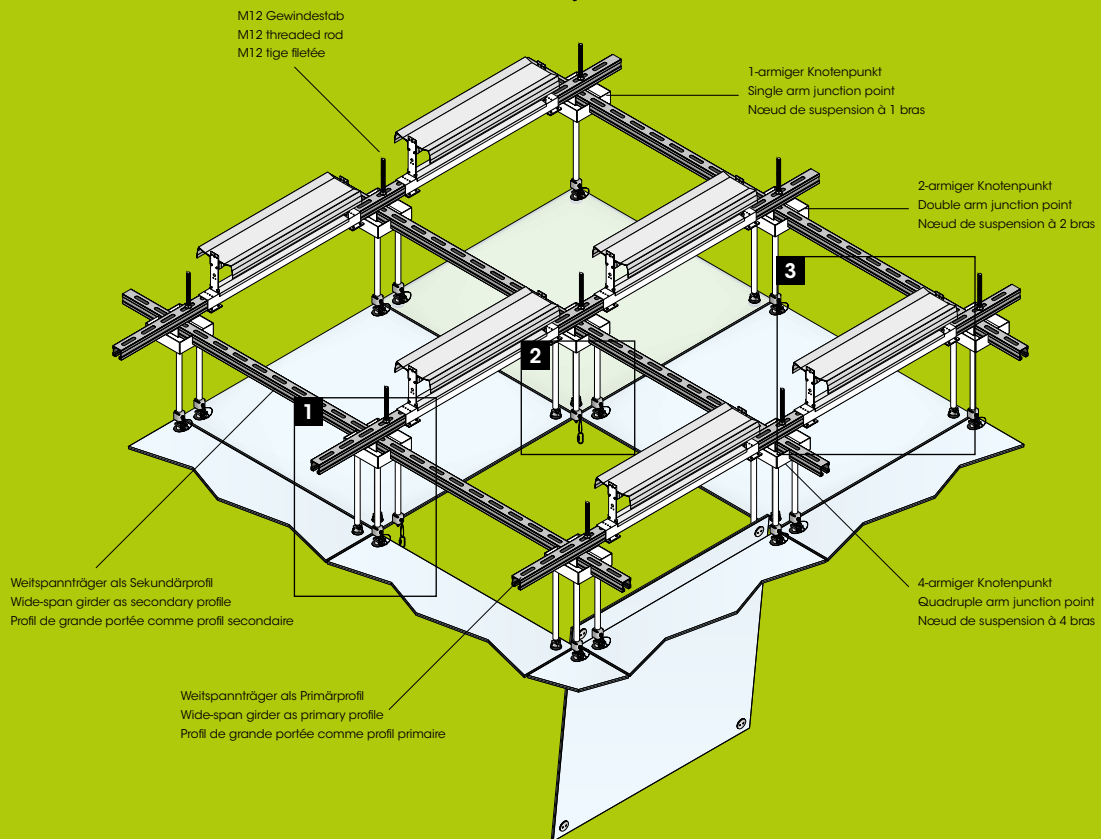 M12 Gewindestab
M12 threaded rod
M12 tige filetée
1-armiger Knotenpunkt
Single arm junction point
Nœud de suspension à 1 bras
2-armiger Knotenpunkt
Double arm junction point
Nœud de suspension à 2 bras
3
2
1
Weitspannträger als Sekundärprofil
Wide-span girder as secondary profile
Profil de grande portée comme profil secondaire
4-armiger Knotenpunkt
Quadruple arm junction point
Nœud de suspension à 4 bras
Weitspannträger als Primärprofil
Wide-span girder as primary profile
Profil de grande portée comme profil primaire